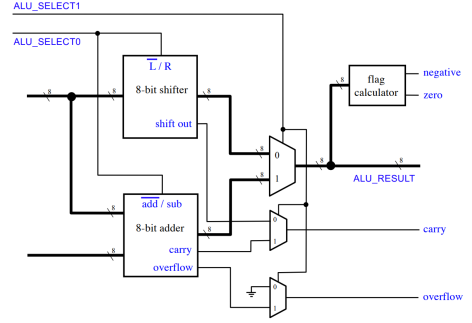 ALU_SELECT1
ALU_SELECT0
L / R
8-bit shifter
shift out
add / sub
8-bit adder
carry
overflow
8
8
8
8
8
8
8
8
8
0
1
0
1
0
1
flag
calculator
negative
zero
ALU_RESULT
carry
overflow